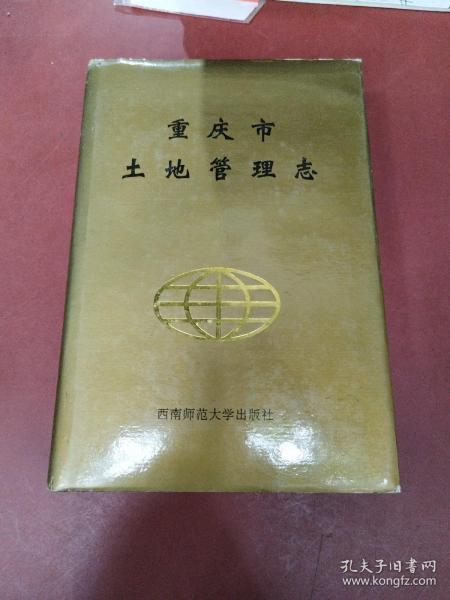 重庆市
土地管理志
西南师范大学出版社
孔夫子旧书网
www.kongfz.com